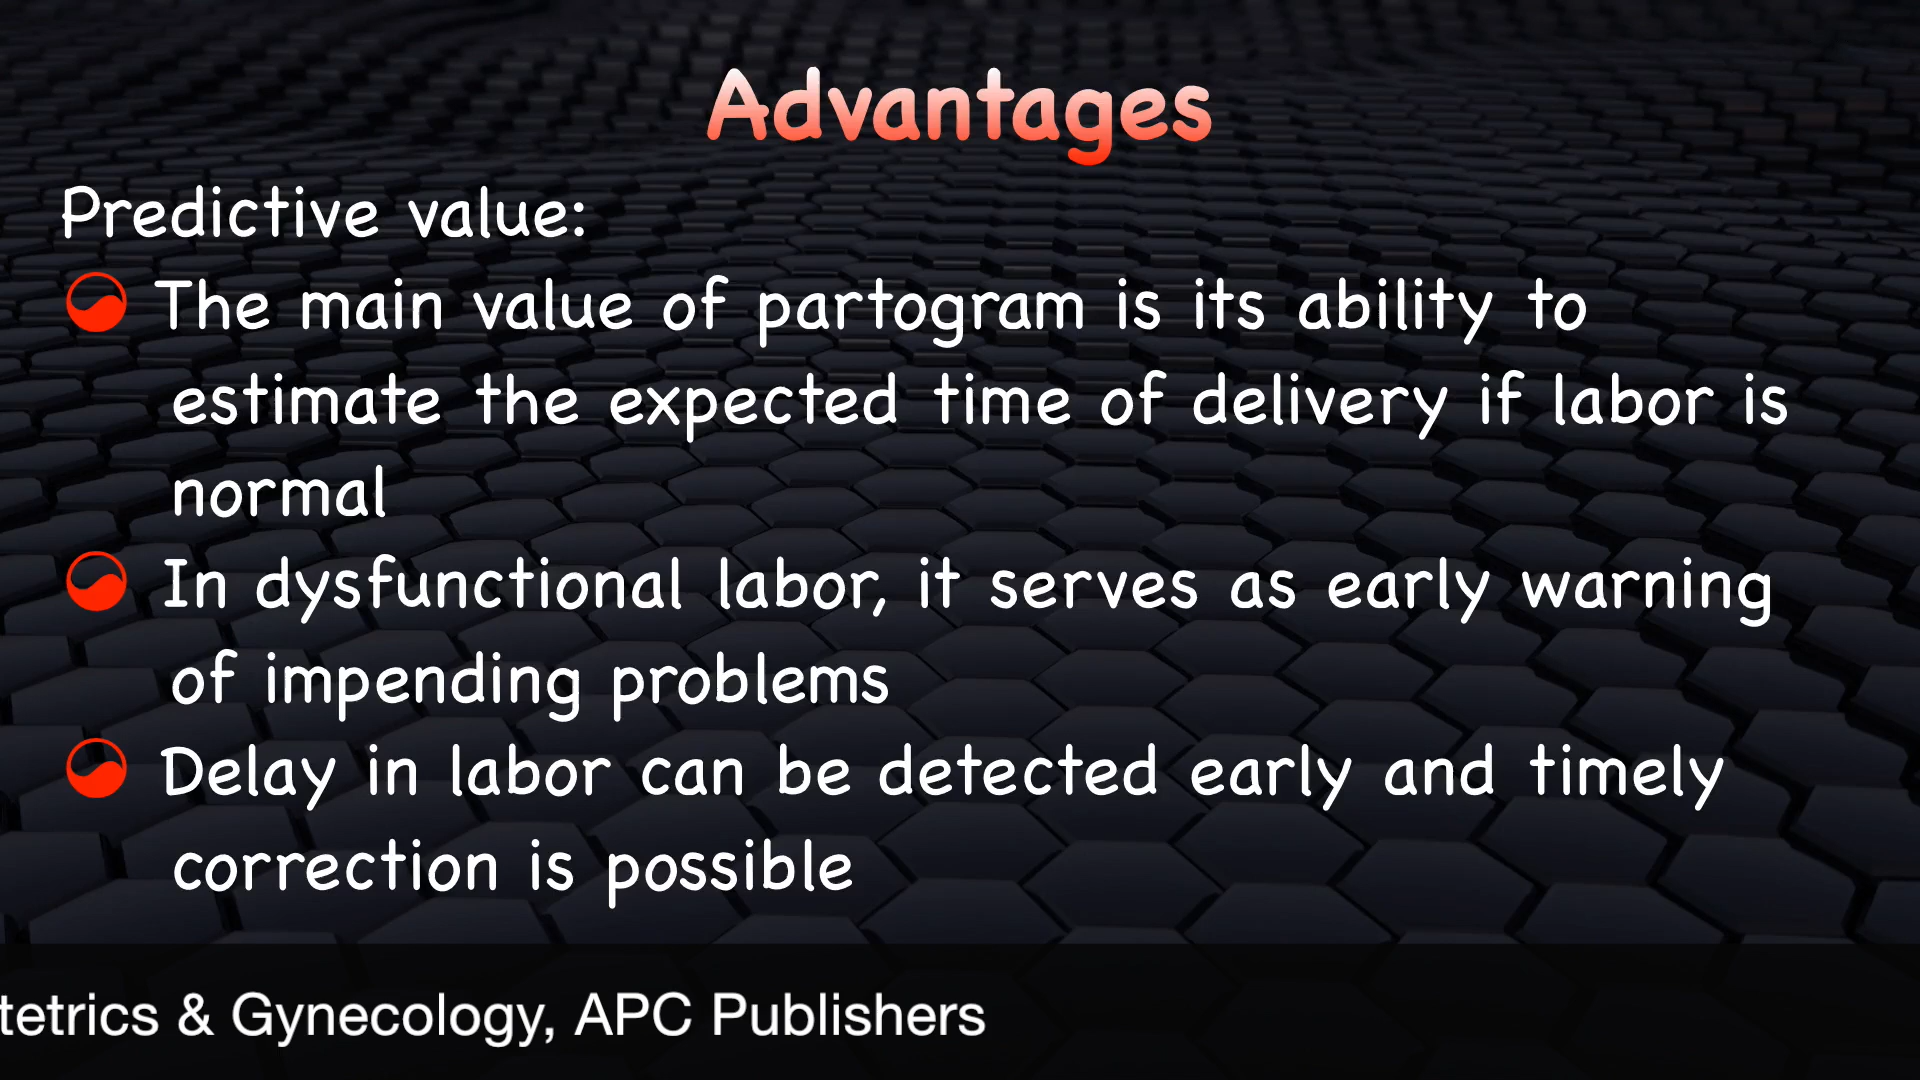 Advantages
Predictive value:
The main value of partogram is its ability to
estimate the expected time of delivery if labor is
normal
In dysfunctional labor, it serves as early warning
of impending problems
Delay in labor can be detected early and timely
correction is possible
tetrics & Gynecology, APC Publishers